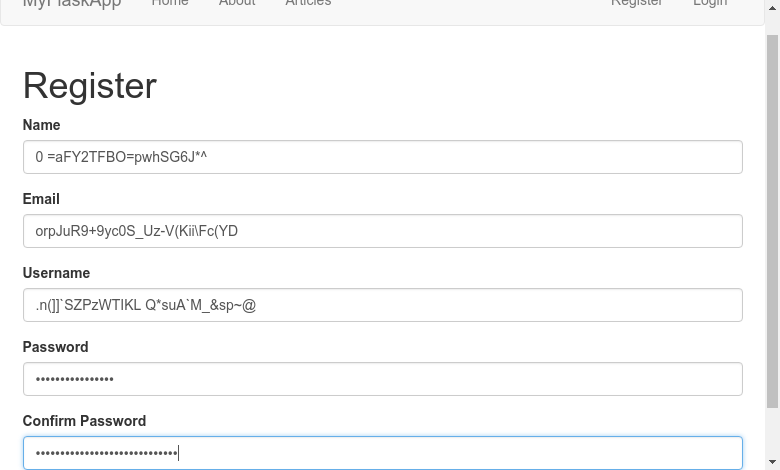 MyFlaskApp Home About Articles Register Login
Register
Name
0 =aFY2TFBO=pwhSG6J*^
Email
orpJuR9+9yc0S_Uz-V(Kii\Fc(YD
Username
.n(]]`SZPzWTIKL Q*suA`M_&sp~@
Password
••••••••••••••••
Confirm Password
•••••••••••••••••••••••••••••